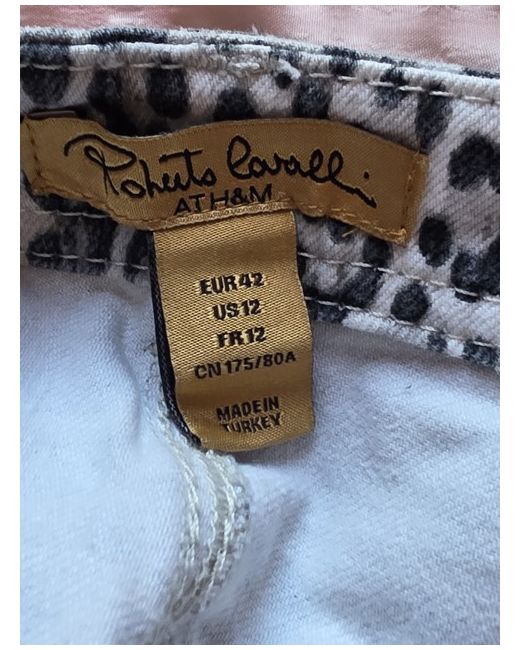 Roberto Cavalli
AT H&M
EUR 42
US 12
FR 12
CN 175/80A
MADE IN
TURKEY